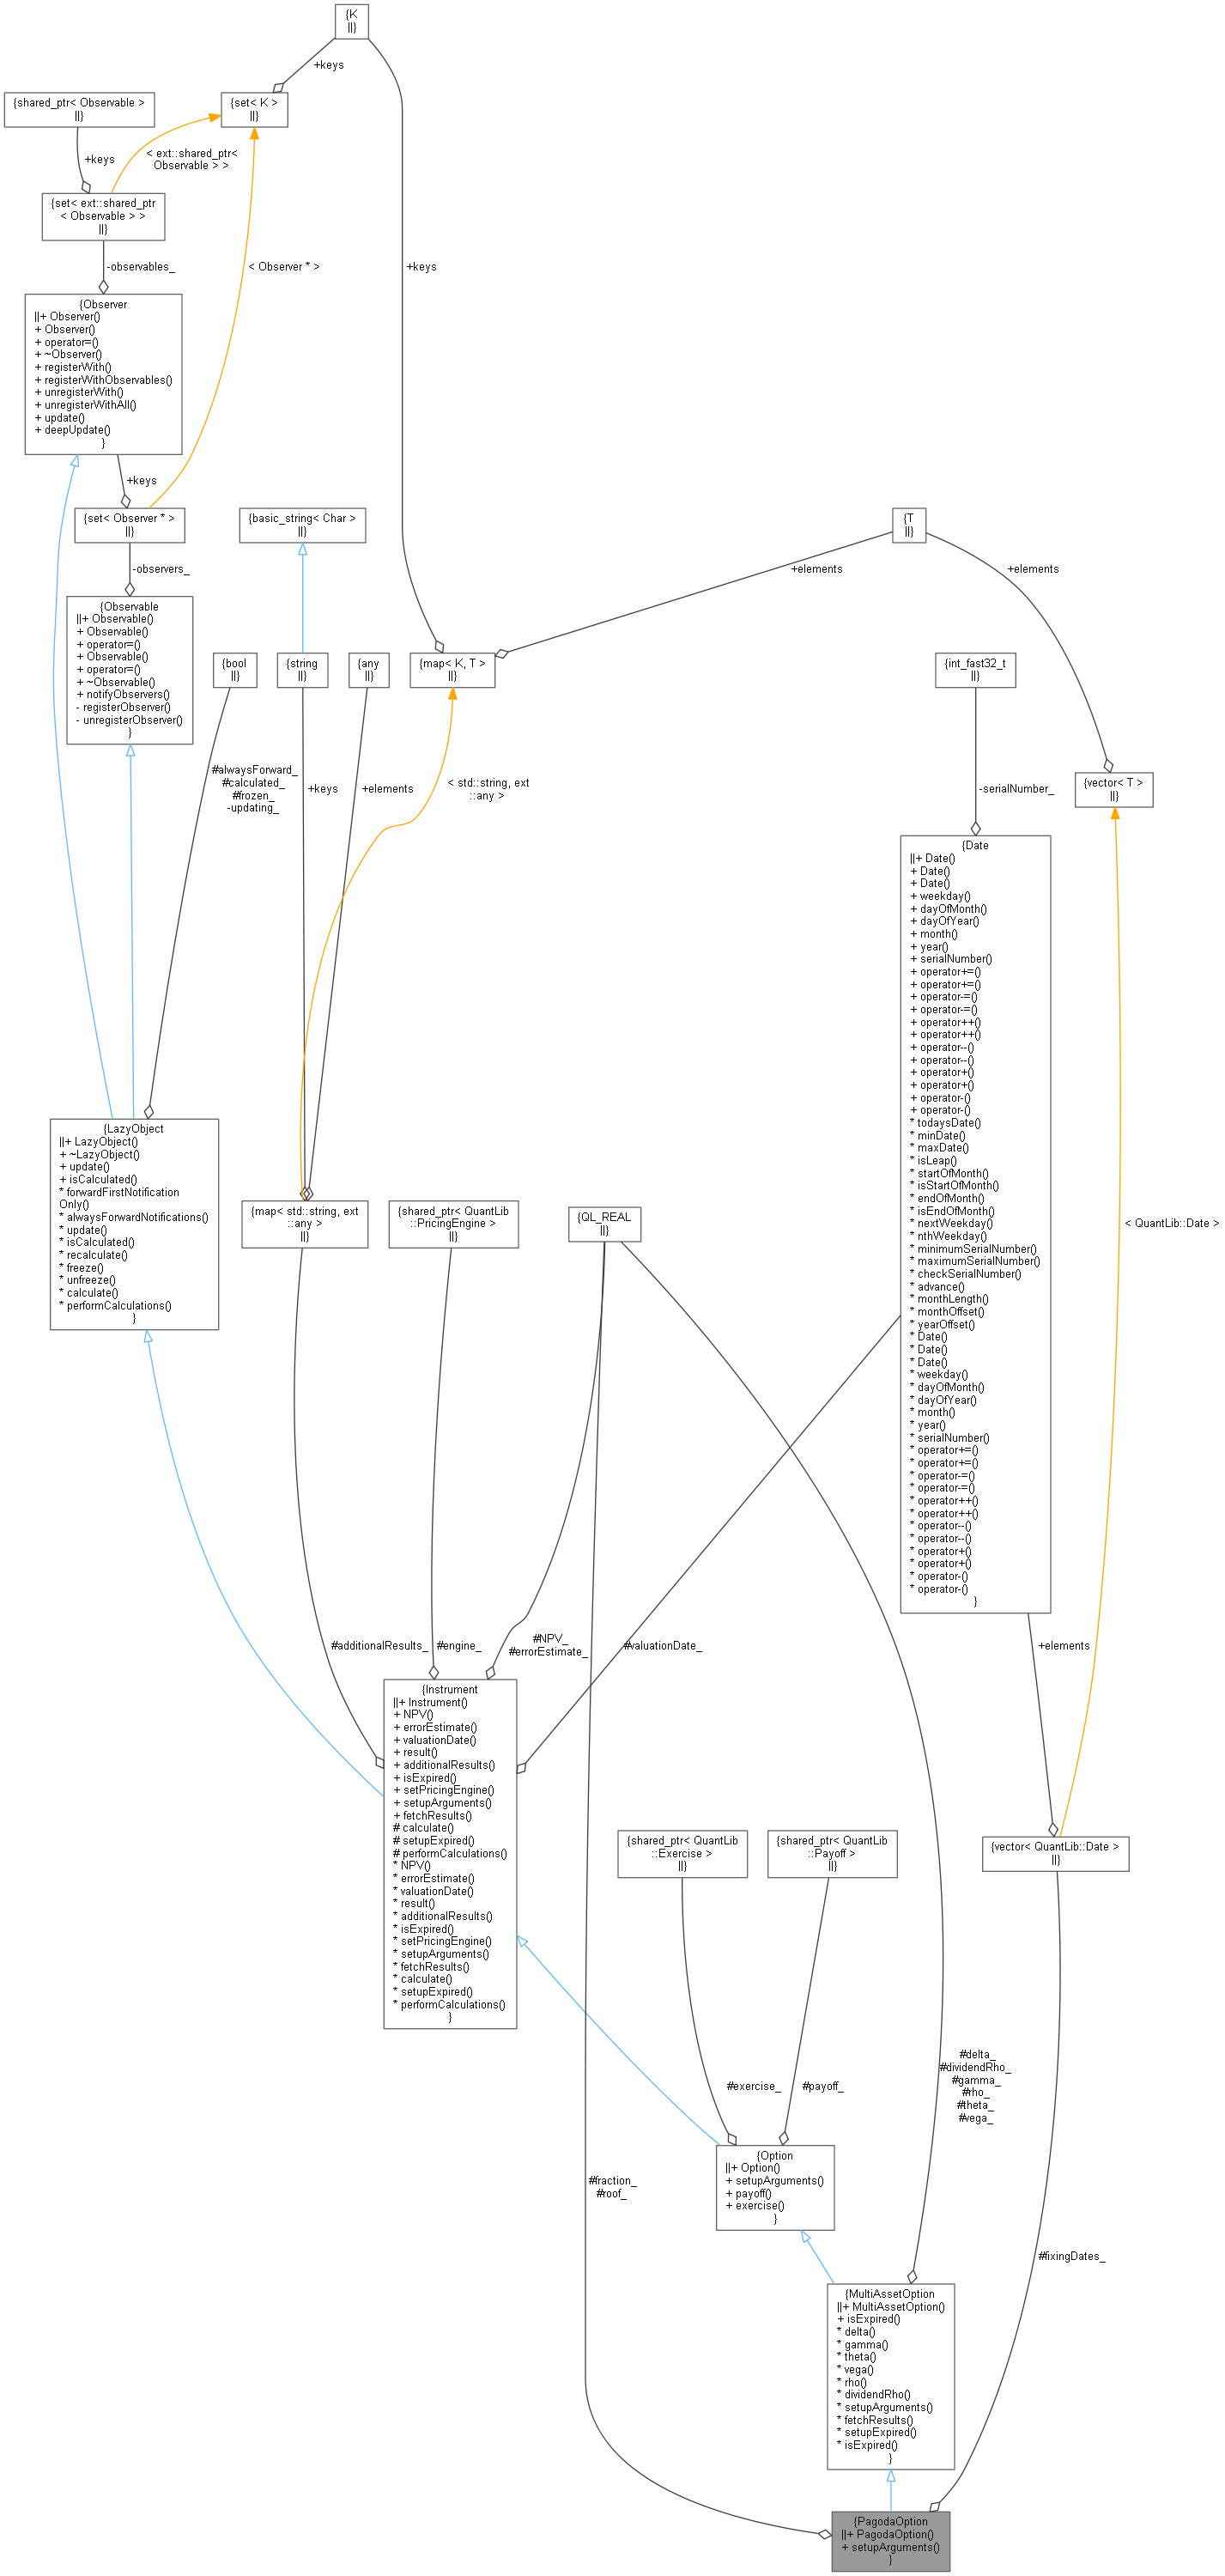 {K
||}
+keys
{shared_ptr< Observable >
||}
{set< K >
||}
+keys
< ext::shared_ptr<
Observable > >
{set< ext::shared_ptr
< Observable > >
||}
-observables_
< Observer * >
+keys
{Observer
||+ Observer()
+ Observer()
+ operator=()
+ ~Observer()
+ registerWith()
+ registerWithObservables()
+ unregisterWith()
+ unregisterWithAll()
+ update()
+ deepUpdate()
}
+keys
{set< Observer * >
||}
{basic_string< Char >
||}
{T
||}
-observers_
+elements
+elements
{Observable
||+ Observable()
+ Observable()
+ operator=()
+ Observable()
+ operator=()
+ ~Observable()
+ notifyObservers()
- registerObserver()
- unregisterObserver()
}
{bool
||}
{string
||}
{any
||}
{map< K, T >
||}
{int_fast32_t
||}
#alwaysForward_
#calculated_
#frozen_
-updating_
+keys
+elements
< std::string, ext
::any >
-serialNumber_
{vector< T >
||}
{Date
||+ Date()
+ Date()
+ Date()
+ weekday()
+ dayOfMonth()
+ dayOfYear()
+ month()
+ year()
+ serialNumber()
+ operator+=()
+ operator+=()
+ operator-=()
+ operator-=()
+ operator++()
+ operator++()
+ operator--()
+ operator--()
+ operator+()
+ operator+()
+ operator-()
+ operator-()
* todaysDate()
* minDate()
* maxDate()
* isLeap()
* startOfMonth()
* isStartOfMonth()
* endOfMonth()
* isEndOfMonth()
* nextWeekday()
* nthWeekday()
* minimumSerialNumber()
* maximumSerialNumber()
* checkSerialNumber()
* advance()
* monthLength()
* monthOffset()
* yearOffset()
* Date()
* Date()
* Date()
* weekday()
* dayOfMonth()
* dayOfYear()
* month()
* year()
* serialNumber()
* operator+=()
* operator+=()
* operator-=()
* operator-=()
* operator++()
* operator++()
* operator--()
* operator--()
* operator+()
* operator+()
* operator-()
* operator-()
}
{LazyObject
||+ LazyObject()
+ ~LazyObject()
+ update()
+ isCalculated()
* forwardFirstNotification
Only()
* alwaysForwardNotifications()
* update()
* isCalculated()
* recalculate()
* freeze()
* unfreeze()
* calculate()
* performCalculations()
}
{map< std::string, ext
::any >
||}
{shared_ptr< QuantLib
::PricingEngine >
||}
{QL_REAL
||}
< QuantLib::Date >
#additionalResults_
#engine_
#NPV_
#errorEstimate_
#valuationDate_
+elements
{Instrument
||+ Instrument()
+ NPV()
+ errorEstimate()
+ valuationDate()
+ result()
+ additionalResults()
+ isExpired()
+ setPricingEngine()
+ setupArguments()
+ fetchResults()
# calculate()
# setupExpired()
# performCalculations()
* NPV()
* errorEstimate()
* valuationDate()
* result()
* additionalResults()
* isExpired()
* setPricingEngine()
* setupArguments()
* fetchResults()
* calculate()
* setupExpired()
* performCalculations()
}
{shared_ptr< QuantLib
::Exercise >
||}
{shared_ptr< QuantLib
::Payoff >
||}
{vector< QuantLib::Date >
||}
#exercise_
#payoff_
#delta_
#dividendRho_
#gamma_
#rho_
#theta_
#vega_
{Option
||+ Option()
+ setupArguments()
+ payoff()
+ exercise()
}
#fraction_
#roof_
#fixingDates_
{MultiAssetOption
||+ MultiAssetOption()
+ isExpired()
* delta()
* gamma()
* theta()
* vega()
* rho()
* dividendRho()
* setupArguments()
* fetchResults()
* setupExpired()
* isExpired()
}
{PagodaOption
||+ PagodaOption()
+ setupArguments()
}